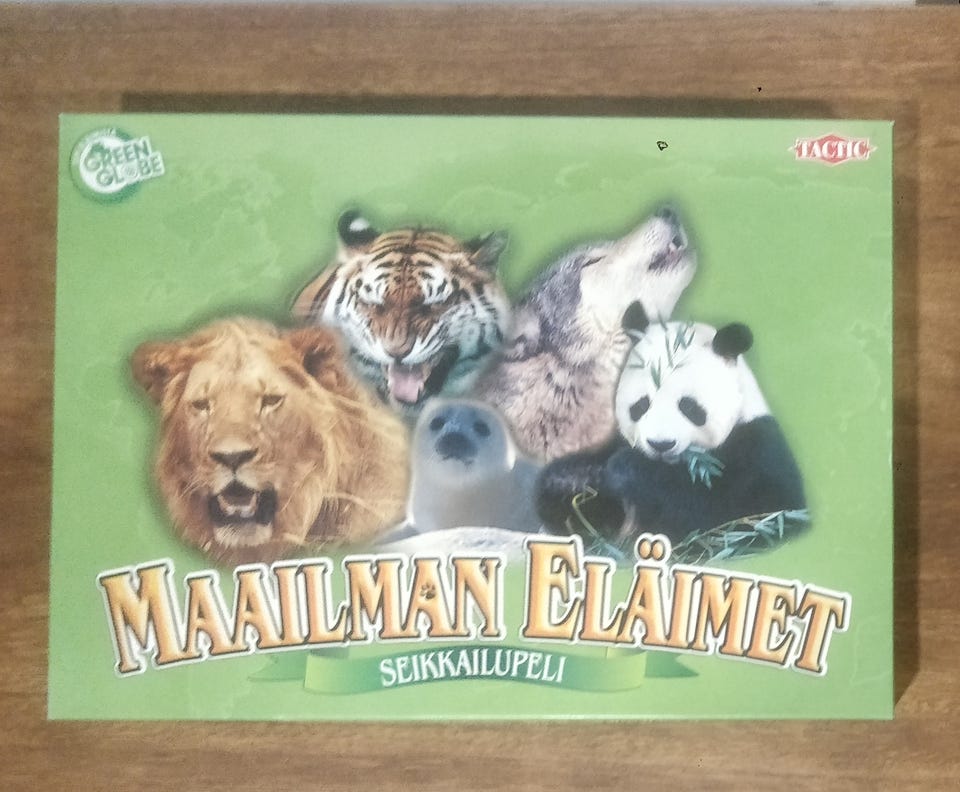 GREEN
GLOBE
TACTIC
MAAILMAN ELÄIMET
SEIKKAILUPELI